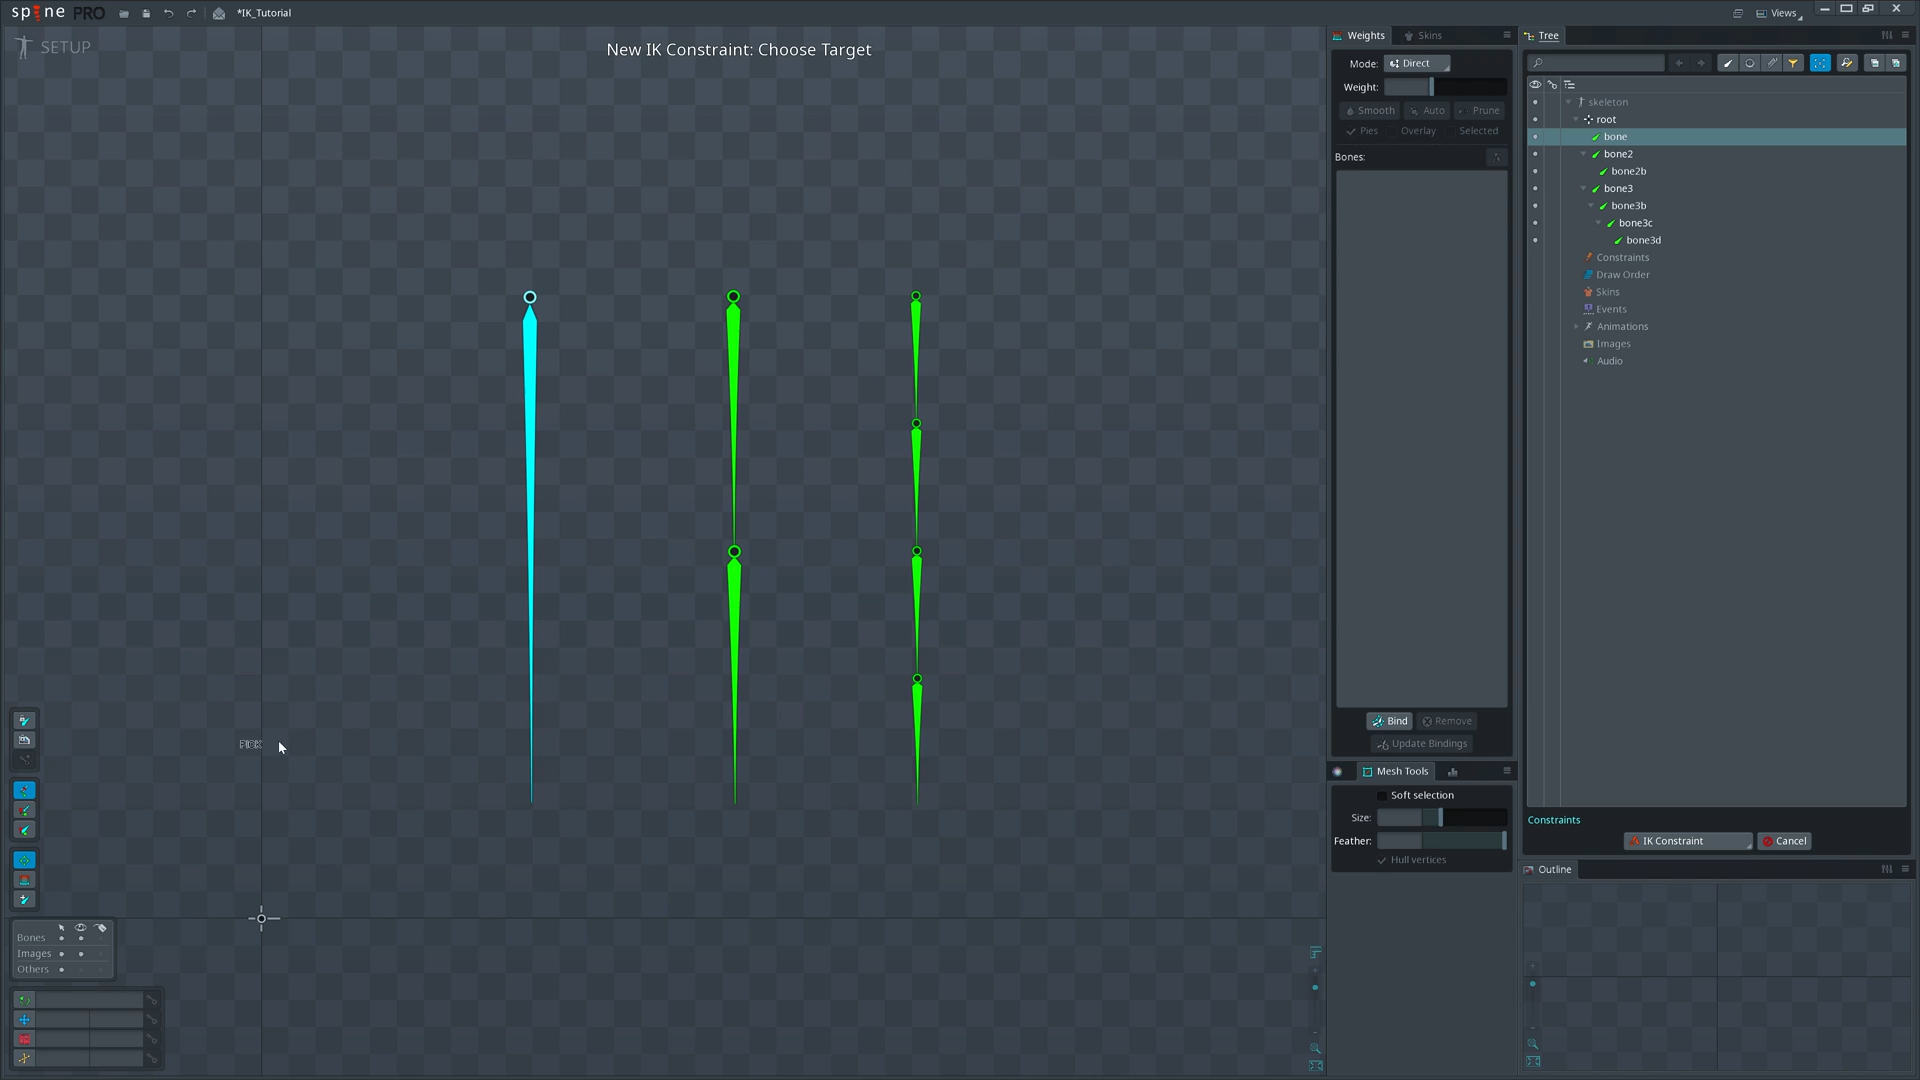 spine PRO
*IK_Tutorial
Views
SETUP
New IK Constraint: Choose Target
Weights
Skins
Mode:
Direct
Weight:
Smooth
Auto
Prune
Pies
Overlay
Selected
Bones:
Bind
Remove
Update Bindings
Mesh Tools
Soft selection
Size:
Feather:
Hull vertices
Tree
skeleton
root
bone
bone2
bone2b
bone3
bone3b
bone3c
bone3d
Constraints
Draw Order
Skins
Events
Animations
Images
Audio
Constraints
IK Constraint
Cancel
Outline
PICK
Bones
Images
Others